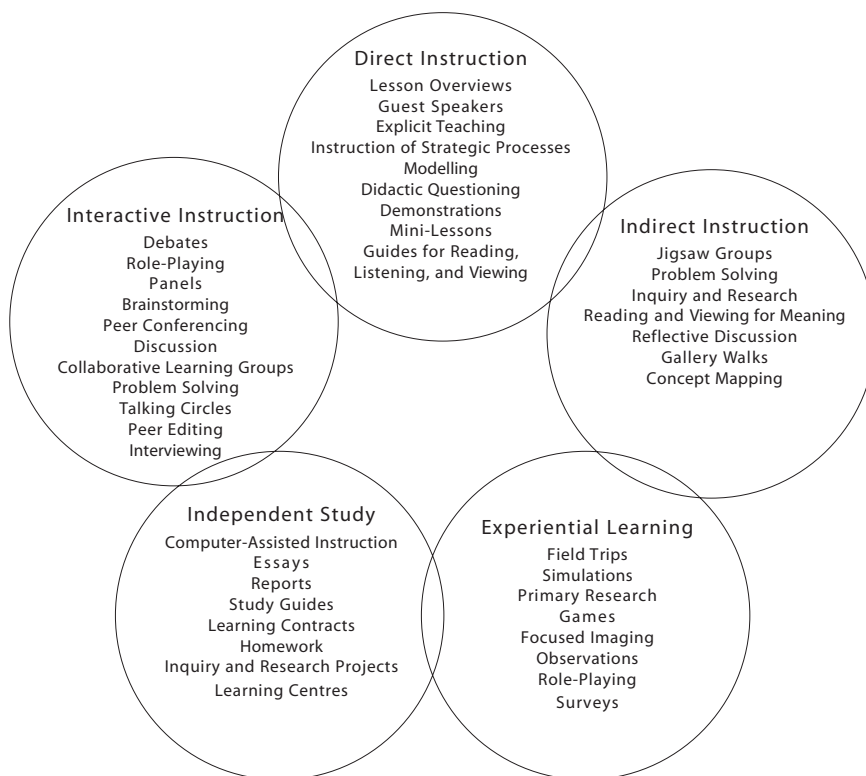 Direct Instruction
Lesson Overviews
Guest Speakers
Explicit Teaching
Instruction of Strategic Processes
Modelling
Didactic Questioning
Demonstrations
Mini-Lessons
Guides for Reading,
Listening, and Viewing
Interactive Instruction
Debates
Role-Playing
Panels
Brainstorming
Peer Conferencing
Discussion
Collaborative Learning Groups
Problem Solving
Talking Circles
Peer Editing
Interviewing
Indirect Instruction
Jigsaw Groups
Problem Solving
Inquiry and Research
Reading and Viewing for Meaning
Reflective Discussion
Gallery Walks
Concept Mapping
Independent Study
Computer-Assisted Instruction
Essays
Reports
Study Guides
Learning Contracts
Homework
Inquiry and Research Projects
Learning Centres
Experiential Learning
Field Trips
Simulations
Primary Research
Games
Focused Imaging
Observations
Role-Playing
Surveys